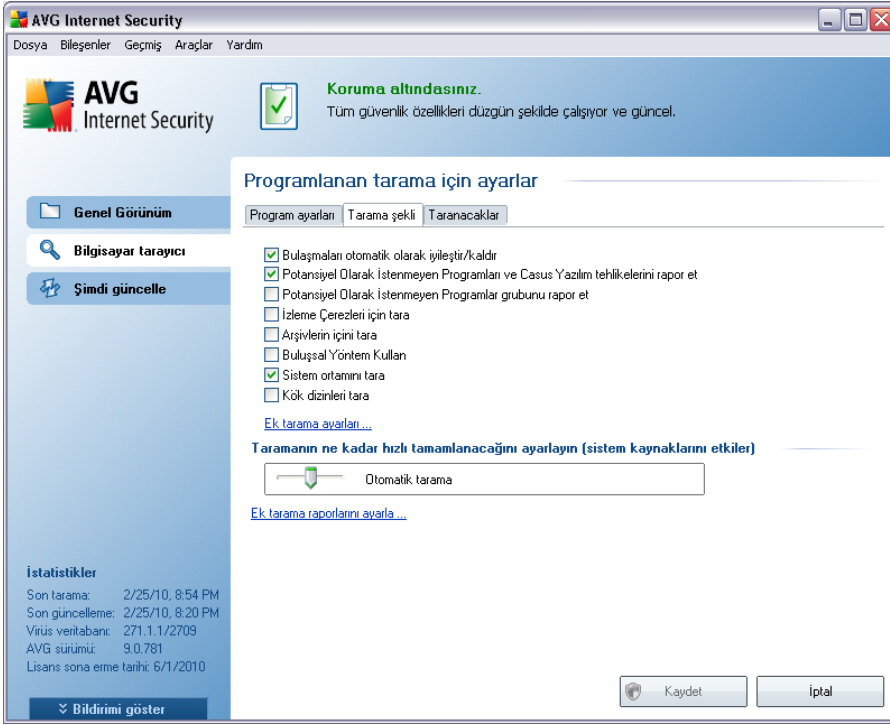 AVG Internet Security
Dosya Bileşenler Geçmiş Araçlar Yardım
AVG
Internet Security
Koruma altındasınız.
Tüm güvenlik özellikleri düzgün şekilde çalışıyor ve güncel.
Genel Görünüm
Bilgisayar tarayıcı
Şimdi güncelle
Programlanan tarama için ayarlar
Program ayarları Tarama şekli Taranacaklar
Bulaşmaları otomatik olarak iyileştir/kaldır
Potansiyel Olarak İstenmeyen Programları ve Casus Yazılım tehlikelerini rapor et
Potansiyel Olarak İstenmeyen Programlar grubunu rapor et
İzleme Çerezleri için tara
Arşivlerin içini tara
Buluşsal Yöntem Kullan
Sistem ortamını tara
Kök dizinleri tara
Ek tarama ayarları ...
Taramanın ne kadar hızlı tamamlanacağını ayarlayın (sistem kaynaklarını etkiler)
Otomatik tarama
Ek tarama raporlarını ayarla ...
İstatistikler
Son tarama: 2/25/10, 8:54 PM
Son güncelleme: 2/25/10, 8:20 PM
Virüs veritabanı: 271.1.1/2709
AVG sürümü: 9.0.781
Lisans sona erme tarihi: 6/1/2010
Bildirimi göster
Kaydet
İptal